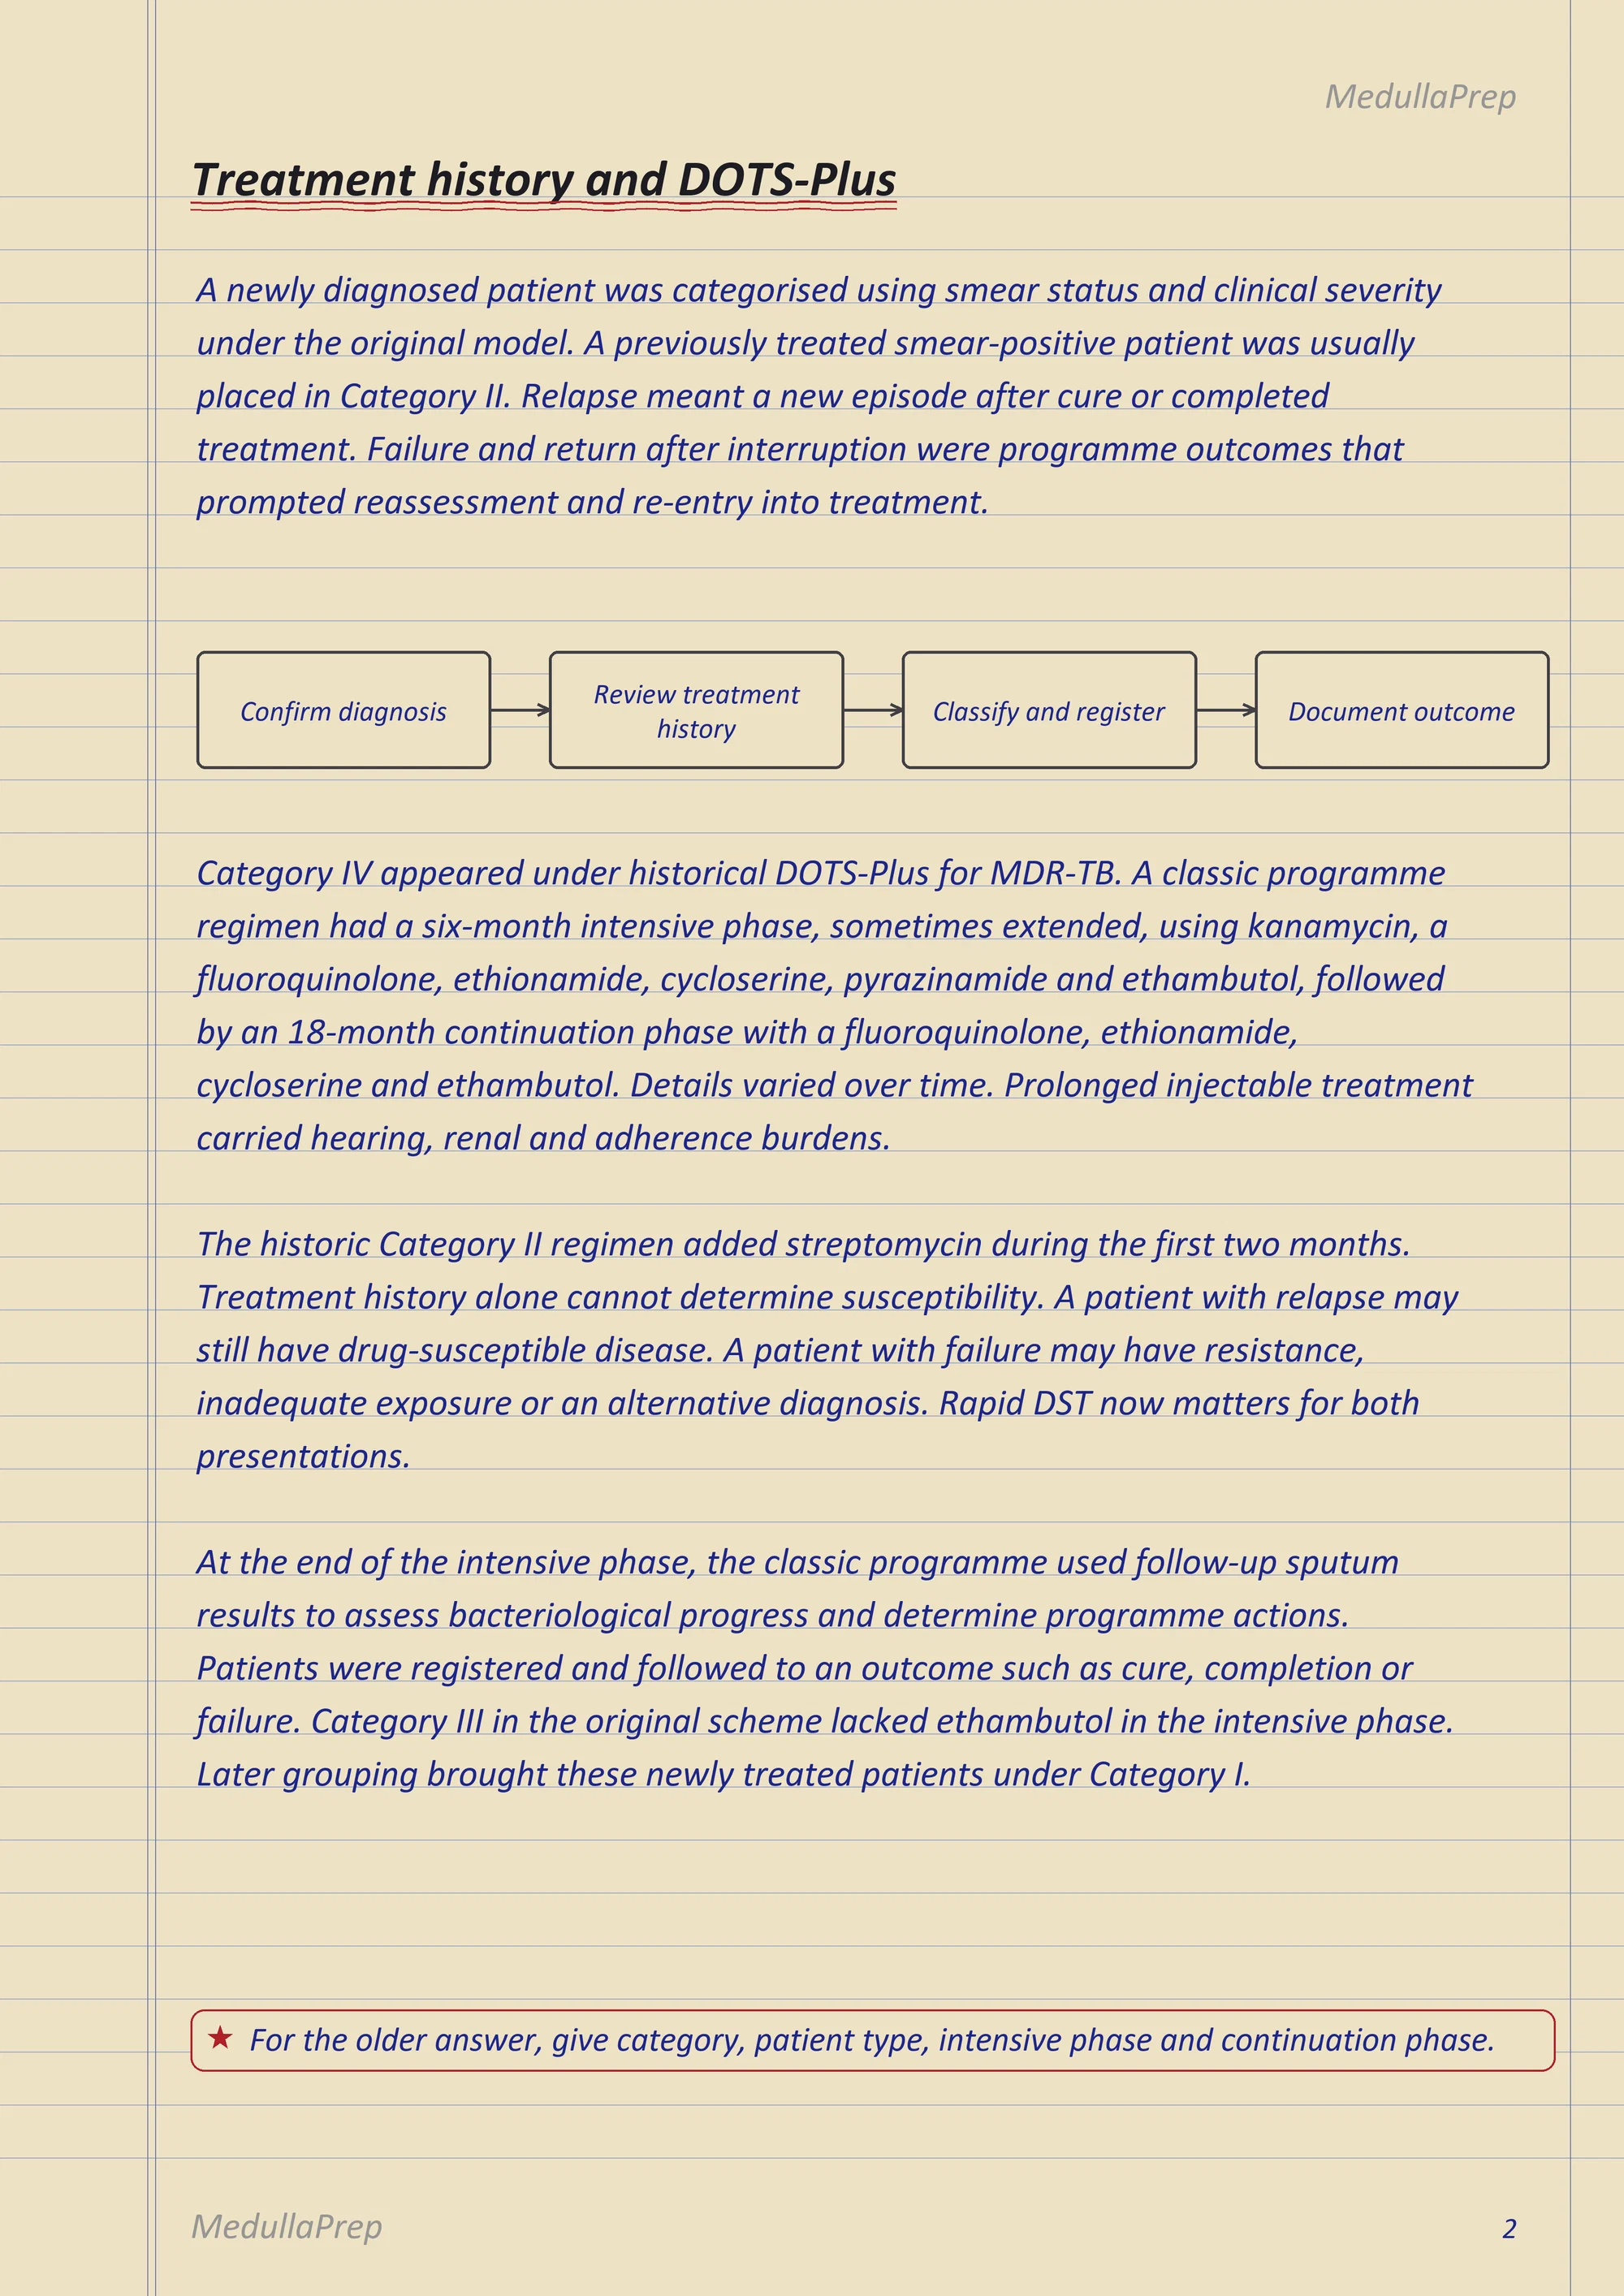 MedullaPrep
Treatment history and DOTS-Plus
A newly diagnosed patient was categorised using smear status and clinical severity
under the original model. A previously treated smear-positive patient was usually
placed in Category II. Relapse meant a new episode after cure or completed
treatment. Failure and return after interruption were programme outcomes that
prompted reassessment and re-entry into treatment.
Confirm diagnosis
Review treatment
history
Classify and register
Document outcome
Category IV appeared under historical DOTS-Plus for MDR-TB. A classic programme
regimen had a six-month intensive phase, sometimes extended, using kanamycin, a
fluoroquinolone, ethionamide, cycloserine, pyrazinamide and ethambutol, followed
by an 18-month continuation phase with a fluoroquinolone, ethionamide,
cycloserine and ethambutol. Details varied over time. Prolonged injectable treatment
carried hearing, renal and adherence burdens.
The historic Category II regimen added streptomycin during the first two months.
Treatment history alone cannot determine susceptibility. A patient with relapse may
still have drug-susceptible disease. A patient with failure may have resistance,
inadequate exposure or an alternative diagnosis. Rapid DST now matters for both
presentations.
At the end of the intensive phase, the classic programme used follow-up sputum
results to assess bacteriological progress and determine programme actions.
Patients were registered and followed to an outcome such as cure, completion or
failure. Category III in the original scheme lacked ethambutol in the intensive phase.
Later grouping brought these newly treated patients under Category I.
★ For the older answer, give category, patient type, intensive phase and continuation phase.
MedullaPrep
2